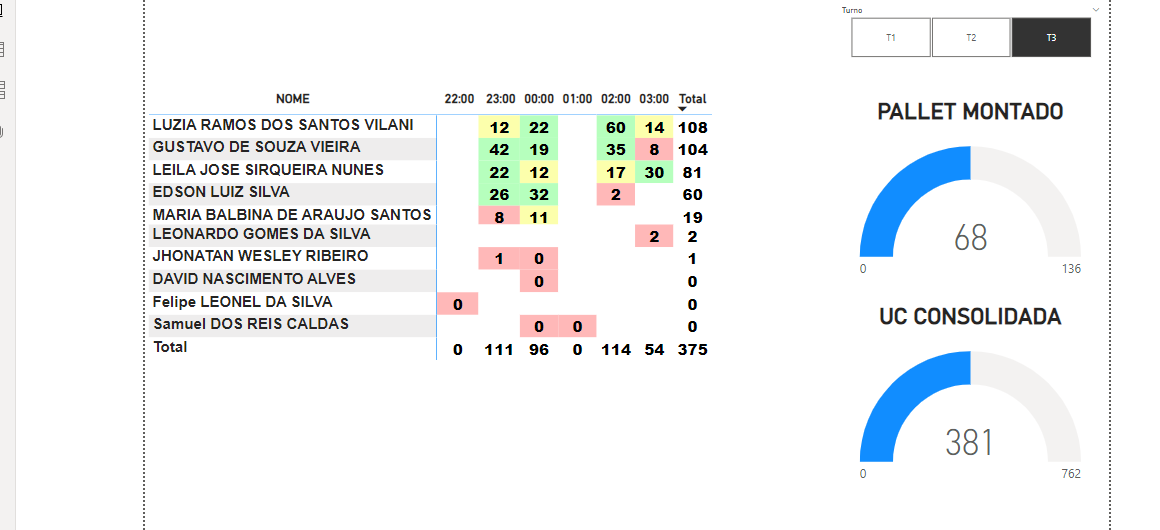 Turno
T1 T2 T3
NOME 22:00 23:00 00:00 01:00 02:00 03:00 Total
LUZIA RAMOS DOS SANTOS VILANI 12 22 60 14 108
GUSTAVO DE SOUZA VIEIRA 42 19 35 8 104
LEILA JOSE SIRQUEIRA NUNES 22 12 17 30 81
EDSON LUIZ SILVA 26 32 2 60
MARIA BALBINA DE ARAUJO SANTOS 8 11 19
LEONARDO GOMES DA SILVA 2 2
JHONATAN WESLEY RIBEIRO 1 0 1
DAVID NASCIMENTO ALVES 0 0
Felipe LEONEL DA SILVA 0 0
Samuel DOS REIS CALDAS 0 0 0
Total 0 111 96 0 114 54 375
PALLET MONTADO
68
0 136
UC CONSOLIDADA
381
0 762